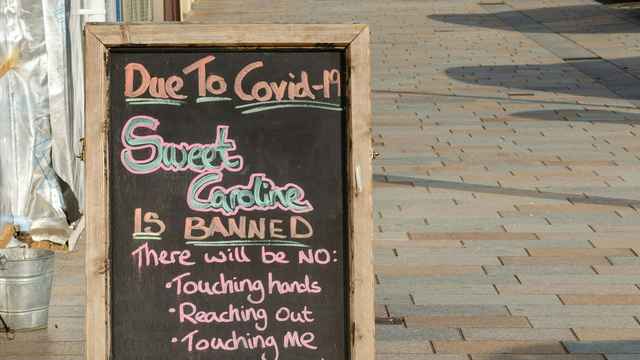 Due To Covid-19
Sweet
Caroline
Is BANNED
There will be NO:
• Touching hands
• Reaching Out
• Touching Me